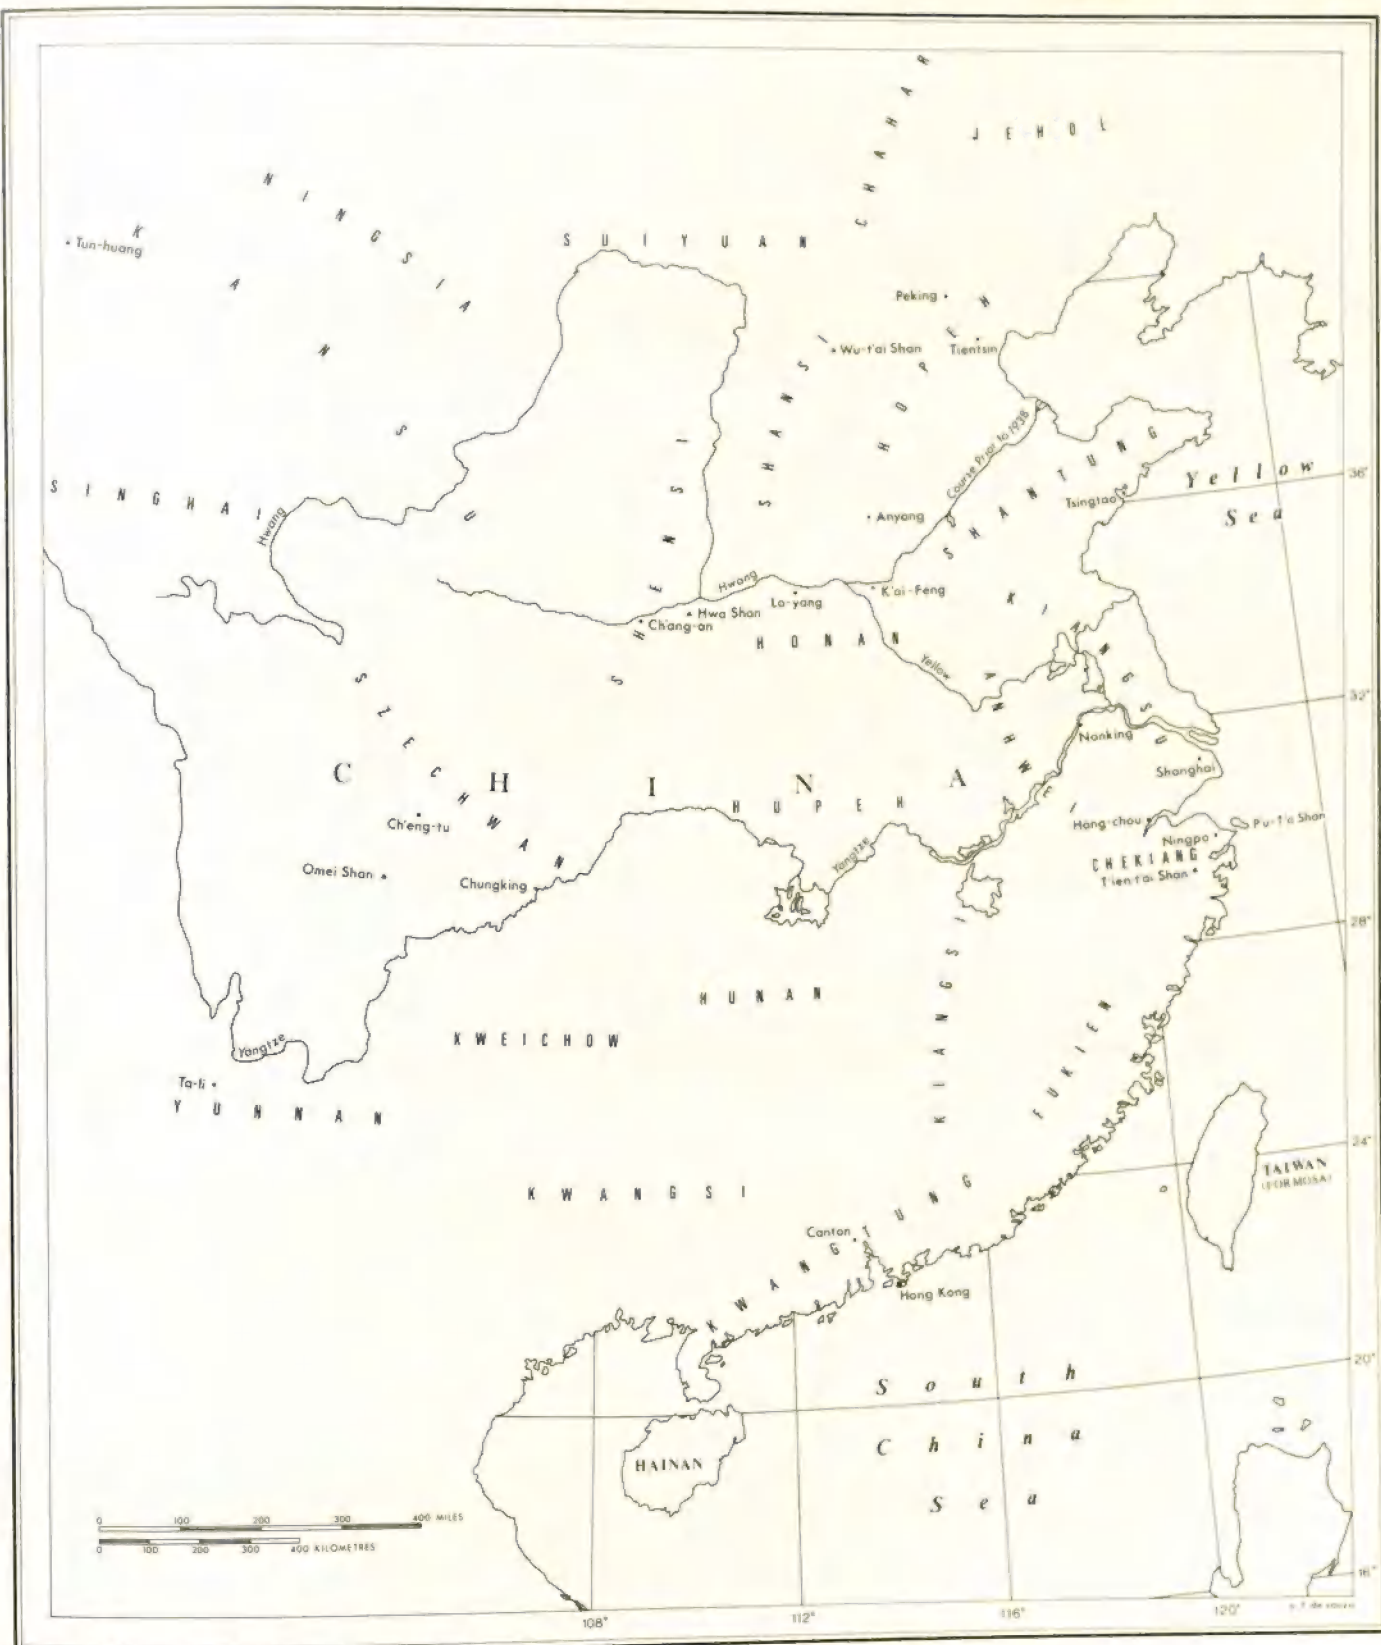 CHAHAR
JEHOL
NINGSIA
KANSU
Tun-huang
SUIYUAN
Peking
HOPEH
Wu-t'ai Shan
Tientsin
SHANSI
SHENSI
Course Prior to 1938
SHANTUNG
Tsingtao
Yellow
Sea
36°
SINGHAI
Hwang
Anyang
Hwang
K'ai-Feng
Lo-yang
Hwa Shan
Ch'ang-an
HONAN
KIANGSU
Yellow
ANHWEI
32°
SZECHWAN
Nanking
Shanghai
CHINA
HUPEH
Ch'eng-tu
Hang-chou
Pu-T'o Shan
Ningpo
CHEKIANG
T'ien-t'ai Shan
Omei Shan
Chungking
Yangtze
28°
HUNAN
KIANGSI
FUKIEN
KWEICHOW
Yangtze
Ta-li
YUNNAN
24°
TAIWAN
(FORMOSA)
KWANGSI
KWANGTUNG
Canton
Hong Kong
20°
South
China
Sea
HAINAN
0 100 200 300 400 MILES
0 100 200 300 400 KILOMETRES
16°
108° 112° 116° 120°